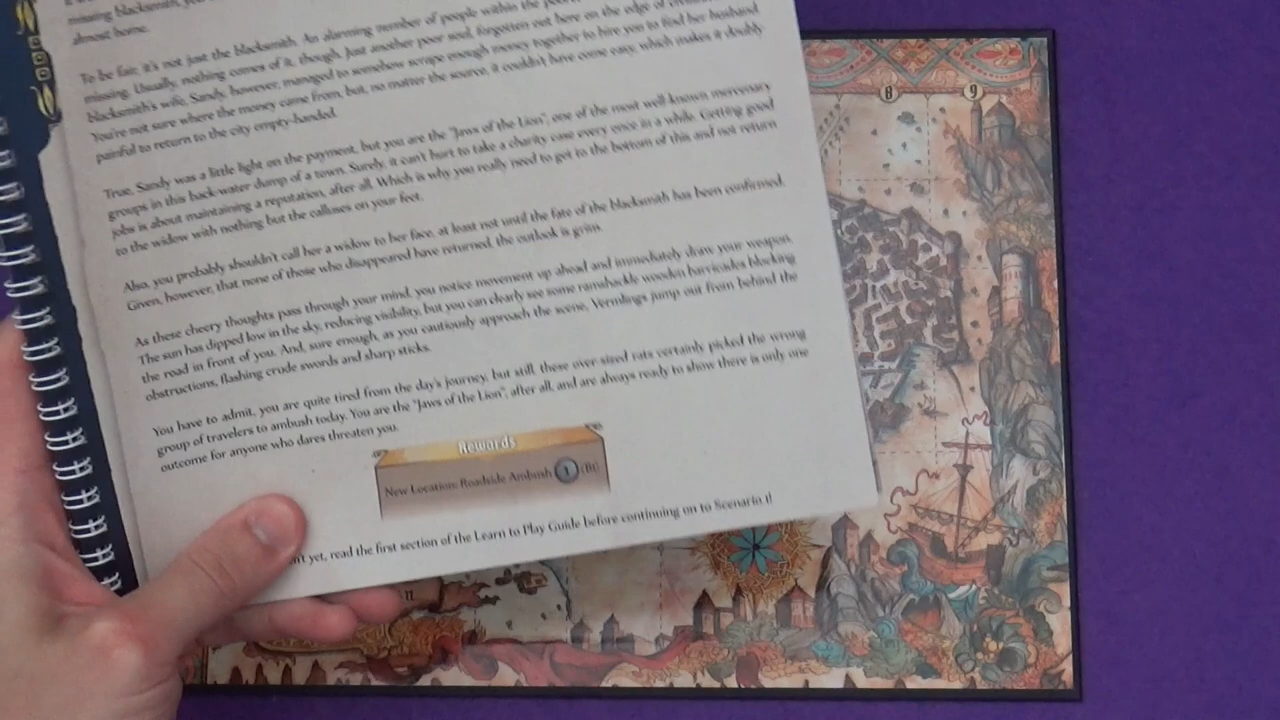 missing blacksmith, you
almost home.
To be fair, it's not just the blacksmith. An alarming number of people within the
missing. Usually, nothing comes of it, though. Just another poor soul, forgotten out here on the edge of
blacksmith's wife, Sandy, however, managed to somehow scrape enough money together to hire you to find her husband.
You're not sure where the money came from, but, no matter the source, it couldn't have come easy, which makes it doubly
painful to return to the city empty-handed.
True, Sandy was a little light on the payment, but you are the "Jaws of the Lion", one of the most well-known mercenary
groups in this back-water dump of a town. Surely, it can't hurt to take a charity case every once in a while. Getting good
jobs is about maintaining a reputation, after all. Which is why you really need to get to the bottom of this and not return
to the widow with nothing but the calluses on your feet.
Also, you probably shouldn't call her a widow to her face, at least not until the fate of the blacksmith has been confirmed.
Given, however, that none of those who disappeared have returned, the outlook is grim.
As these cheery thoughts pass through your mind, you notice movement up ahead and immediately draw your weapon.
The sun has dipped low in the sky, reducing visibility, but you can clearly see some ramshackle wooden barricades blocking
the road in front of you. And, sure enough, as you cautiously approach the scene, Vermlings jump out from behind the
obstructions, flashing crude swords and sharp sticks.
You have to admit, you are quite tired from the day's journey, but still, these over-sized rats certainly picked the wrong
group of travelers to ambush today. You are the "Jaws of the Lion", after all, and are always ready to show there is only one
outcome for anyone who dares threaten you.
Rewards
New Location: Roadside Ambush 1 (B1)
yet, read the first section of the Learn to Play Guide before continuing on to Scenario 1!
8 9
11